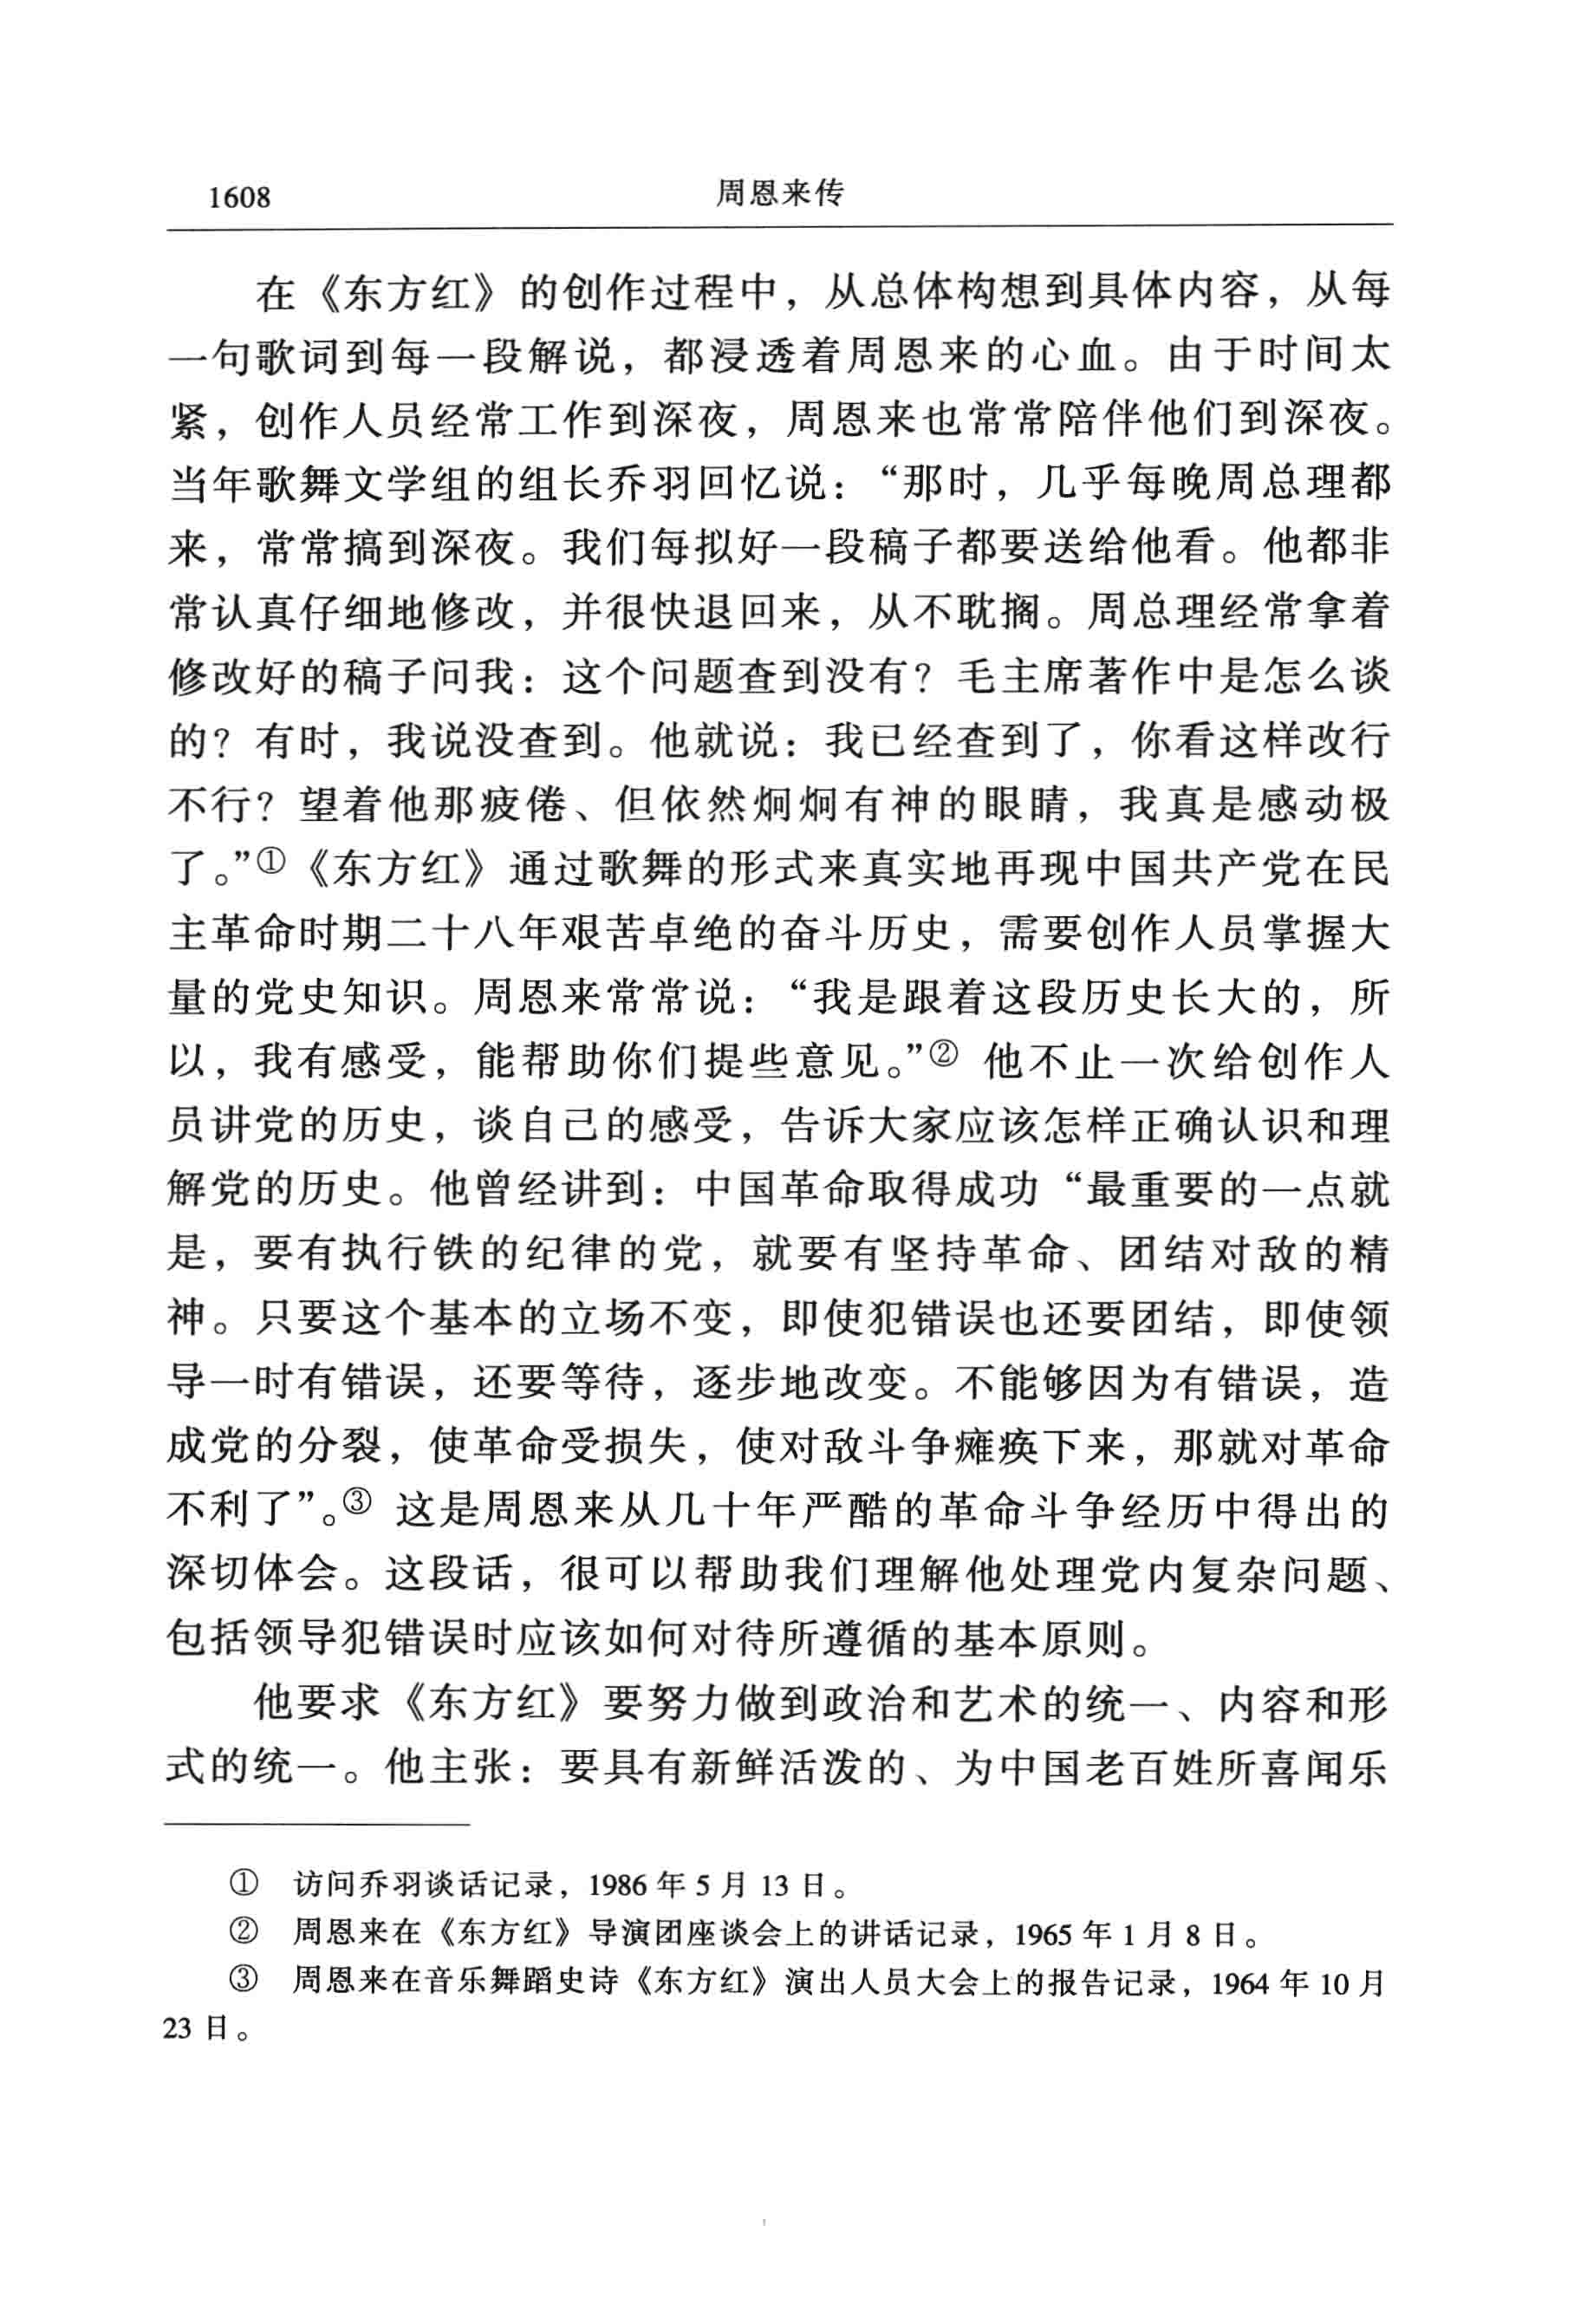 1608
周恩来传
在《东方红》的创作过程中，从总体构想到具体内容，从每
一句歌词到每一段解说，都浸透着周恩来的心血。由于时间太
紧，创作人员经常工作到深夜，周恩来也常常陪伴他们到深夜。
当年歌舞文学组的组长乔羽回忆说：“那时，几乎每晚周总理都
来，常常搞到深夜。我们每拟好一段稿子都要送给他看。他都非
常认真仔细地修改，并很快退回来，从不耽搁。周总理经常拿着
修改好的稿子问我：这个问题查到没有？毛主席著作中是怎么谈
的？有时，我说没查到。他就说：我已经查到了，你看这样改行
不行？望着他那疲倦、但依然炯炯有神的眼睛，我真是感动极
了。”①《东方红》通过歌舞的形式来真实地再现中国共产党在民
主革命时期二十八年艰苦卓绝的奋斗历史，需要创作人员掌握大
量的党史知识。周恩来常常说：“我是跟着这段历史长大的，所
以，我有感受，能帮助你们提些意见。”② 他不止一次给创作人
员讲党的历史，谈自己的感受，告诉大家应该怎样正确认识和理
解党的历史。他曾经讲到：中国革命取得成功“最重要的一点就
是，要有执行铁的纪律的党，就要有坚持革命、团结对敌的精
神。只要这个基本的立场不变，即使犯错误也还要团结，即使领
导一时有错误，还要等待，逐步地改变。不能够因为有错误，造
成党的分裂，使革命受损失，使对敌斗争瘫痪下来，那就对革命
不利了”。③ 这是周恩来从几十年严酷的革命斗争经历中得出的
深切体会。这段话，很可以帮助我们理解他处理党内复杂问题、
包括领导犯错误时应该如何对待所遵循的基本原则。
他要求《东方红》要努力做到政治和艺术的统一、内容和形
式的统一。他主张：要具有新鲜活泼的、为中国老百姓所喜闻乐
① 访问乔羽谈话记录，1986 年 5 月 13 日。
② 周恩来在《东方红》导演团座谈会上的讲话记录，1965 年 1 月 8 日。
③ 周恩来在音乐舞蹈史诗《东方红》演出人员大会上的报告记录，1964 年 10 月
23 日。